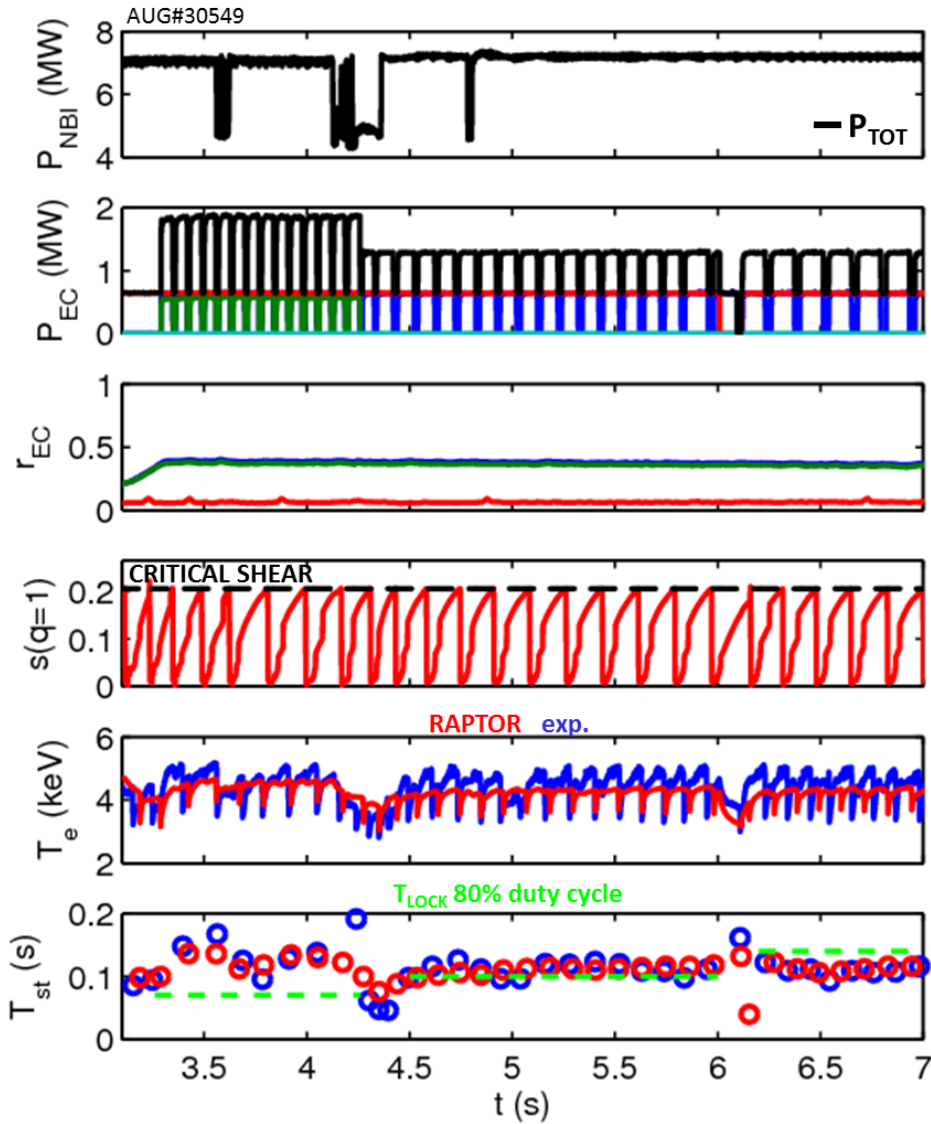 AUG#30549
8
6
4
P_NBI (MW)
P_TOT
2
1
0
P_EC (MW)
1
0.5
0
r_EC
CRITICAL SHEAR
0.2
0.1
0
s(q=1)
RAPTOR exp.
6
4
2
T_e (keV)
T_LOCK 80% duty cycle
0.2
0.1
0
T_st (s)
3.5 4 4.5 5 5.5 6 6.5 7
t (s)